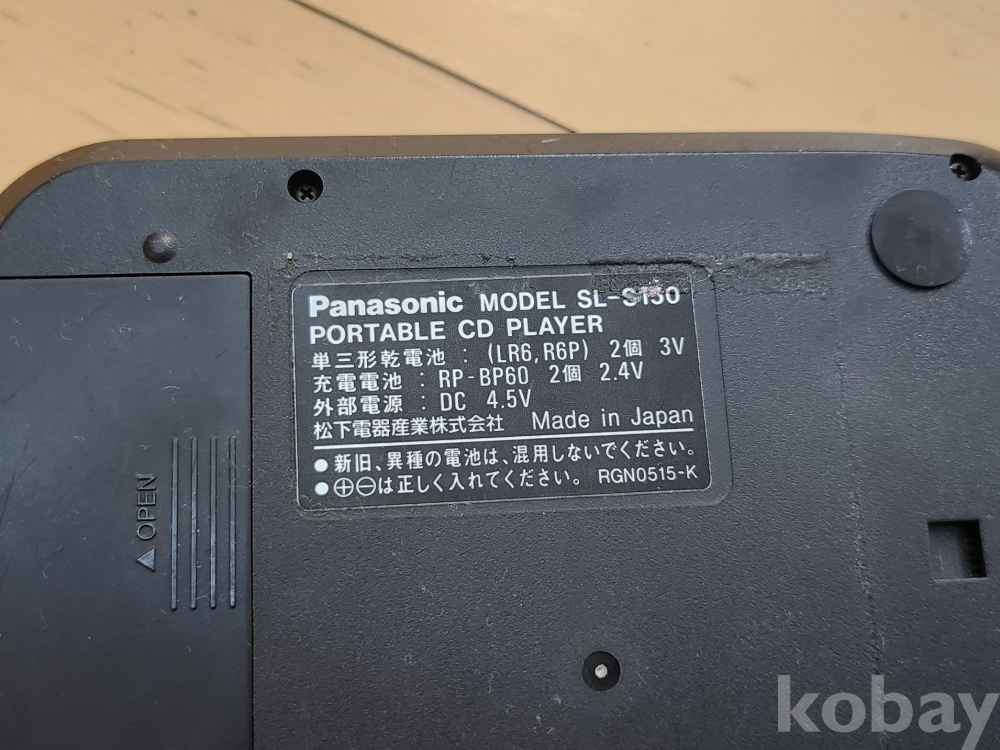 Panasonic MODEL SL-S150
PORTABLE CD PLAYER
単三形乾電池 : (LR6, R6P) 2個 3V
充電電池 : RP-BP60 2個 2.4V
外部電源 : DC 4.5V
松下電器産業株式会社 Made in Japan
●新旧、異種の電池は、混用しないでください。
●⊕⊖は正しく入れてください。 RGN0515-K
▲OPEN
kobay